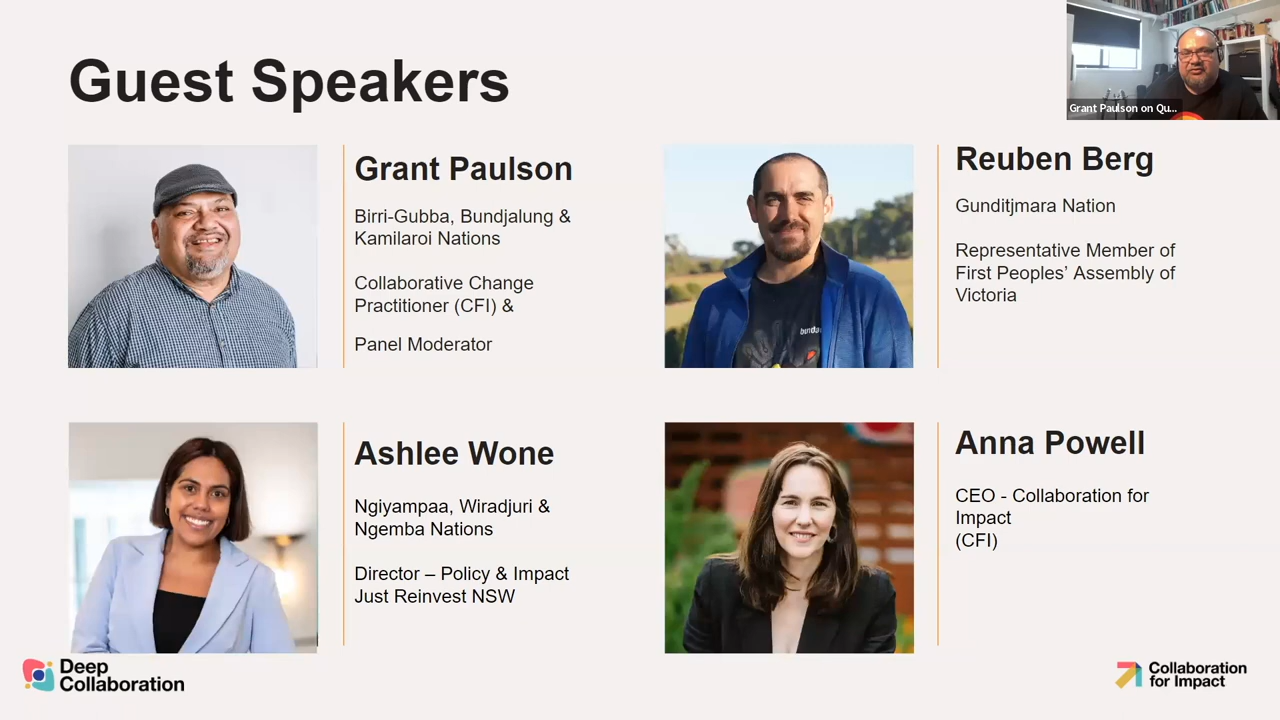 Guest Speakers
Grant Paulson on Qu...
Grant Paulson
Birri-Gubba, Bundjalung &
Kamilaroi Nations
Collaborative Change
Practitioner (CFI) &
Panel Moderator
Reuben Berg
Gunditjmara Nation
Representative Member of
First Peoples’ Assembly of
Victoria
Ashlee Wone
Ngiyampaa, Wiradjuri &
Ngemba Nations
Director – Policy & Impact
Just Reinvest NSW
Anna Powell
CEO - Collaboration for
Impact
(CFI)
Deep
Collaboration
Collaboration
for Impact